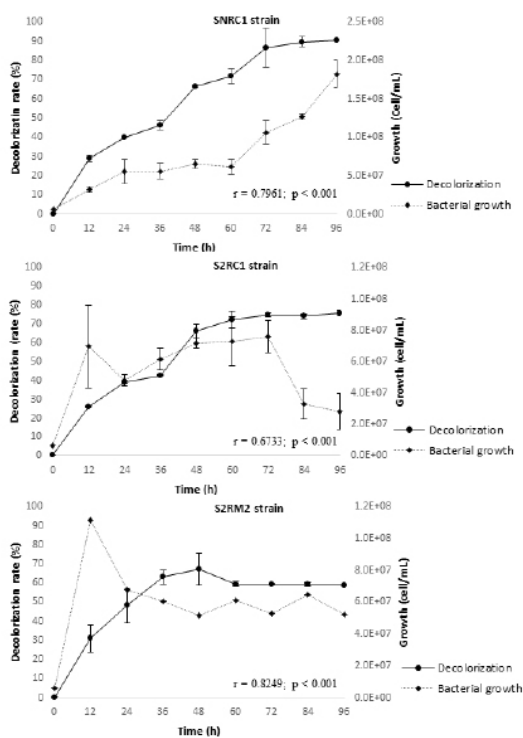 SNRC1 strain
Decolorizatin rate (%)
100
90
80
70
60
50
40
30
20
10
0
2.5E+08
2.0E+08
1.5E+08
1.0E+08
5.0E+07
0.0E+00
Growth (cell/mL)
r = 0.7961; p < 0.001
0 12 24 36 48 60 72 84 96
Time (h)
Decolorization
Bacterial growth
S2RC1 strain
Decolorization (rate (%)
100
90
80
70
60
50
40
30
20
10
0
1.2E+08
1.0E+08
8.0E+07
6.0E+07
4.0E+07
2.0E+07
0.0E+00
Growth (cell/mL)
r = 0.6733; p < 0.001
0 12 24 36 48 60 72 84 96
Time (h)
Decolorization
Bacterial growth
S2RM2 strain
Decolorization rate (%)
100
90
80
70
60
50
40
30
20
10
0
1.2E+08
1.0E+08
8.0E+07
6.0E+07
4.0E+07
2.0E+07
0.0E+00
Growth (cell/mL)
r = 0.8249; p < 0.001
0 12 24 36 48 60 72 84 96
Time (h)
Decolorization
Bacterial growth